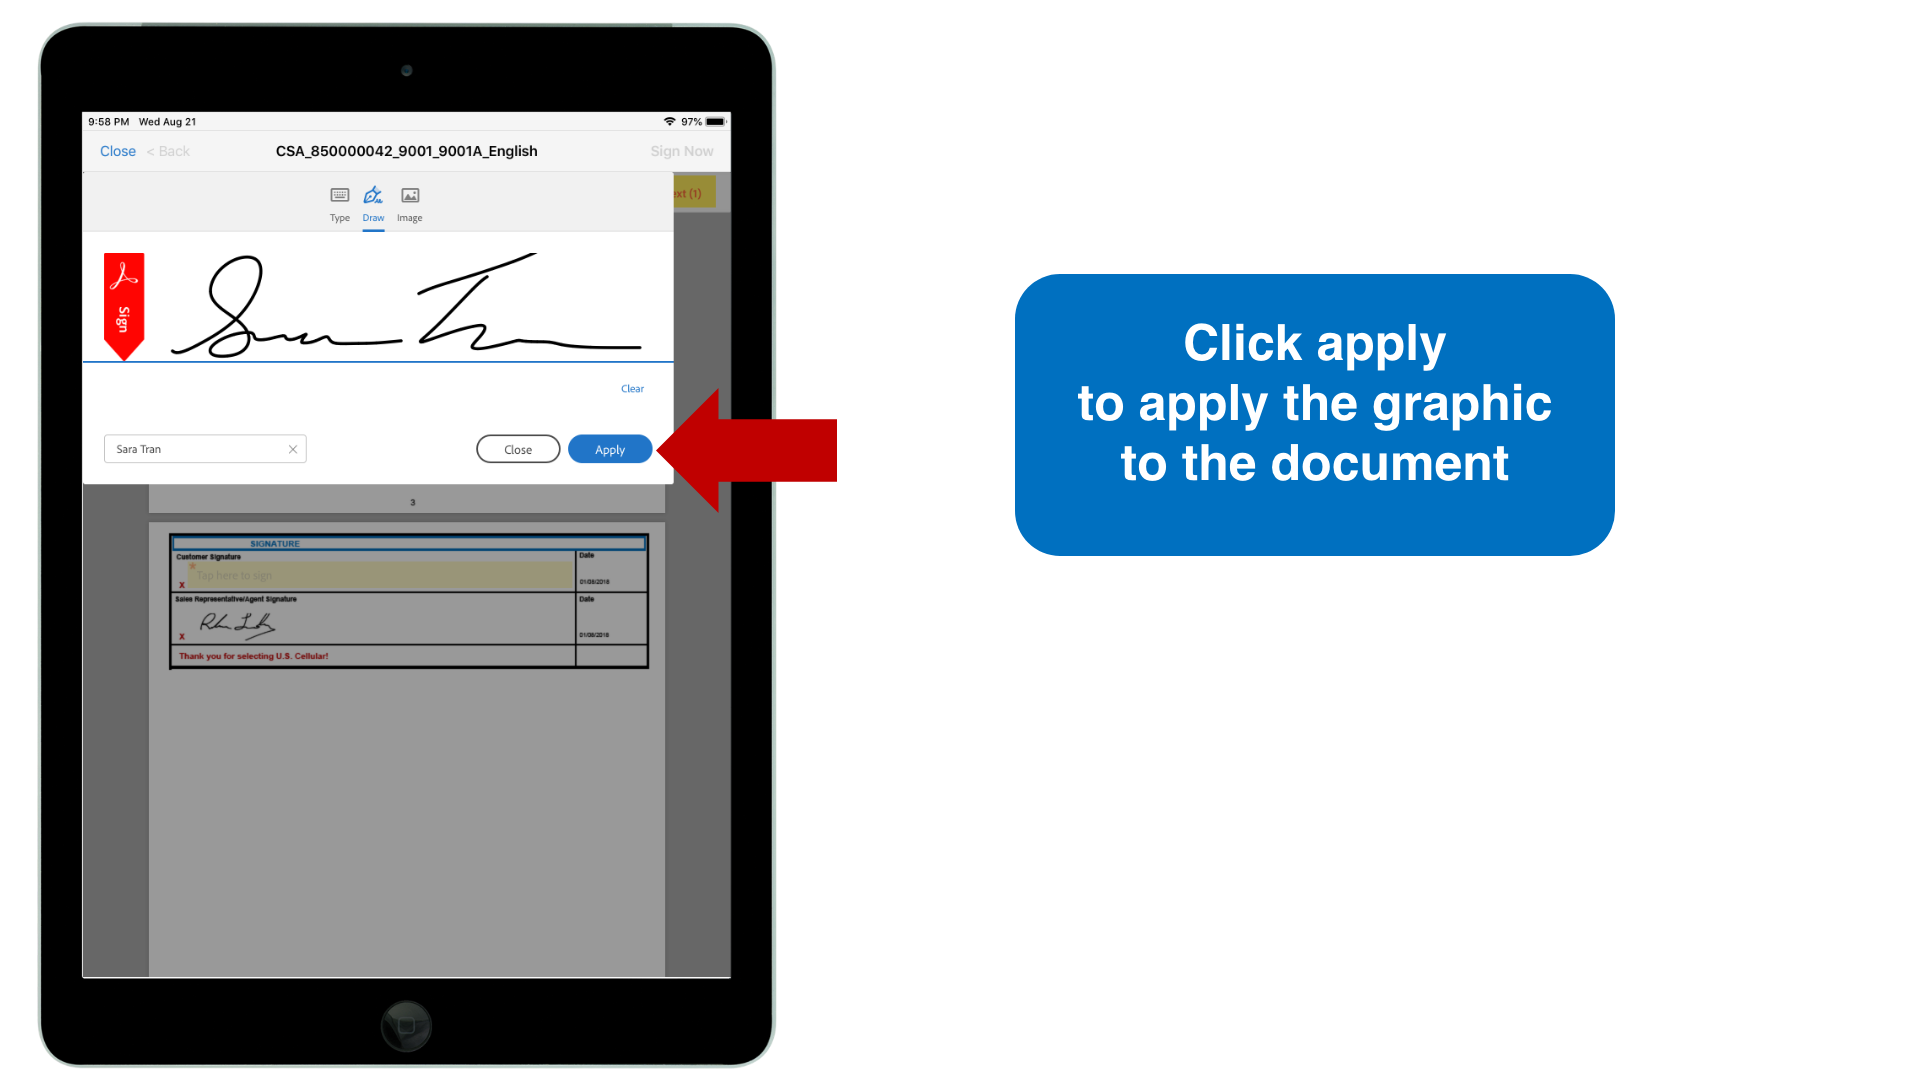 9:58 PM Wed Aug 21 97%
Close < Back CSA_850000042_9001_9001A_English Sign Now
ext (1)
Type Draw Image
Sign
Clear
Sara Tran Close Apply
3
SIGNATURE
Customer Signature Date
* Tap here to sign
X 01/08/2018
Sales Representative/Agent Signature Date
X 01/08/2018
Thank you for selecting U.S. Cellular!
Click apply
to apply the graphic
to the document